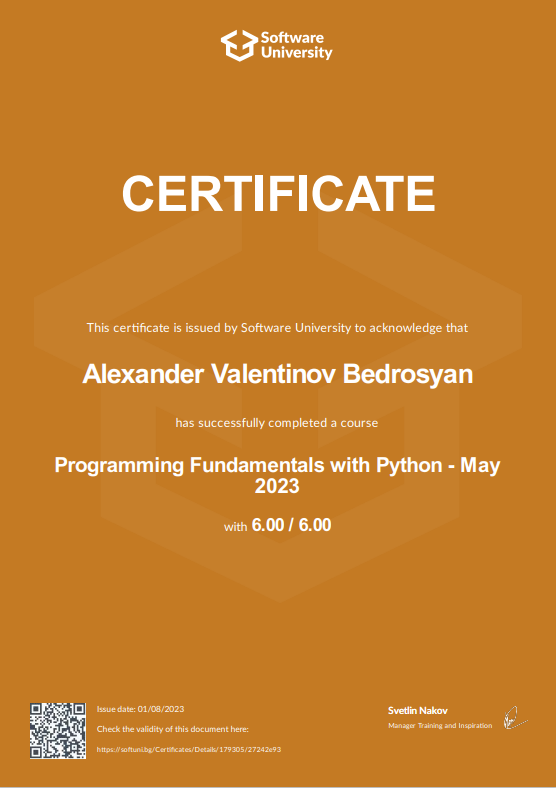 Software
University
CERTIFICATE
This certificate is issued by Software University to acknowledge that
Alexander Valentinov Bedrosyan
has successfully completed a course
Programming Fundamentals with Python - May
2023
with 6.00 / 6.00
Issue date: 01/08/2023
Check the validity of this document here:
https://softuni.bg/Certificates/Details/179305/27242e93
Svetlin Nakov
Manager Training and Inspiration